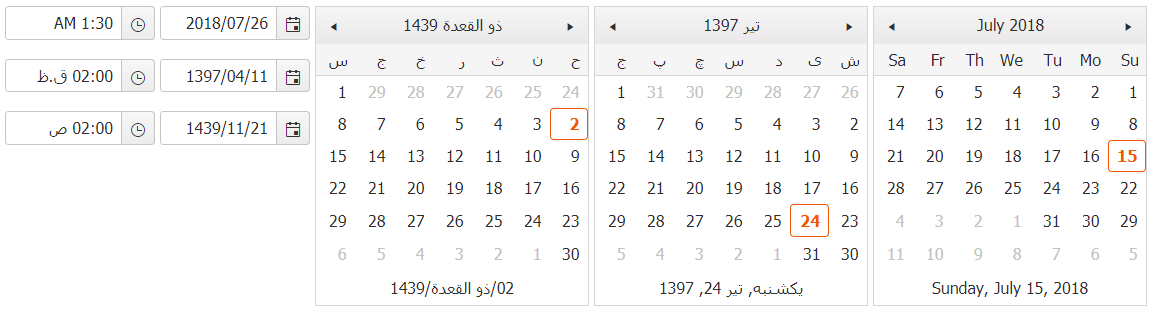 July 2018
Su Mo Tu We Th Fr Sa
1 2 3 4 5 6 7
8 9 10 11 12 13 14
15 16 17 18 19 20 21
22 23 24 25 26 27 28
29 30 31 1 2 3 4
5 6 7 8 9 10 11
Sunday, July 15, 2018
تیر 1397
ش ی د س چ پ ج
26 27 28 29 30 31 1
2 3 4 5 6 7 8
9 10 11 12 13 14 15
16 17 18 19 20 21 22
23 24 25 26 27 28 29
30 31 1 2 3 4 5
یکشنبه, تیر 24, 1397
ذو القعدة 1439
ح ن ث ر خ ج س
24 25 26 27 28 29 1
2 3 4 5 6 7 8
9 10 11 12 13 14 15
16 17 18 19 20 21 22
23 24 25 26 27 28 29
30 1 2 3 4 5 6
02/ذو القعدة/1439
2018/07/26
1:30 AM
1397/04/11
02:00 ق.ظ
1439/11/21
02:00 ص